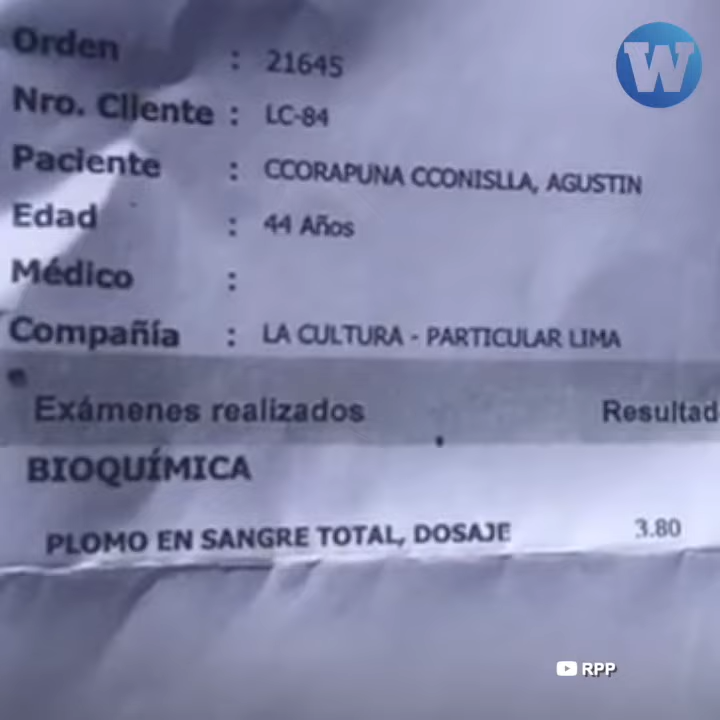 W
Orden : 21645
Nro. Cliente : LC-84
Paciente : CCORAPUNA CCONISLLA, AGUSTIN
Edad : 44 Años
Médico :
Compañía : LA CULTURA - PARTICULAR LIMA
Exámenes realizados Resultad
BIOQUÍMICA
PLOMO EN SANGRE TOTAL, DOSAJE 3.80
RPP